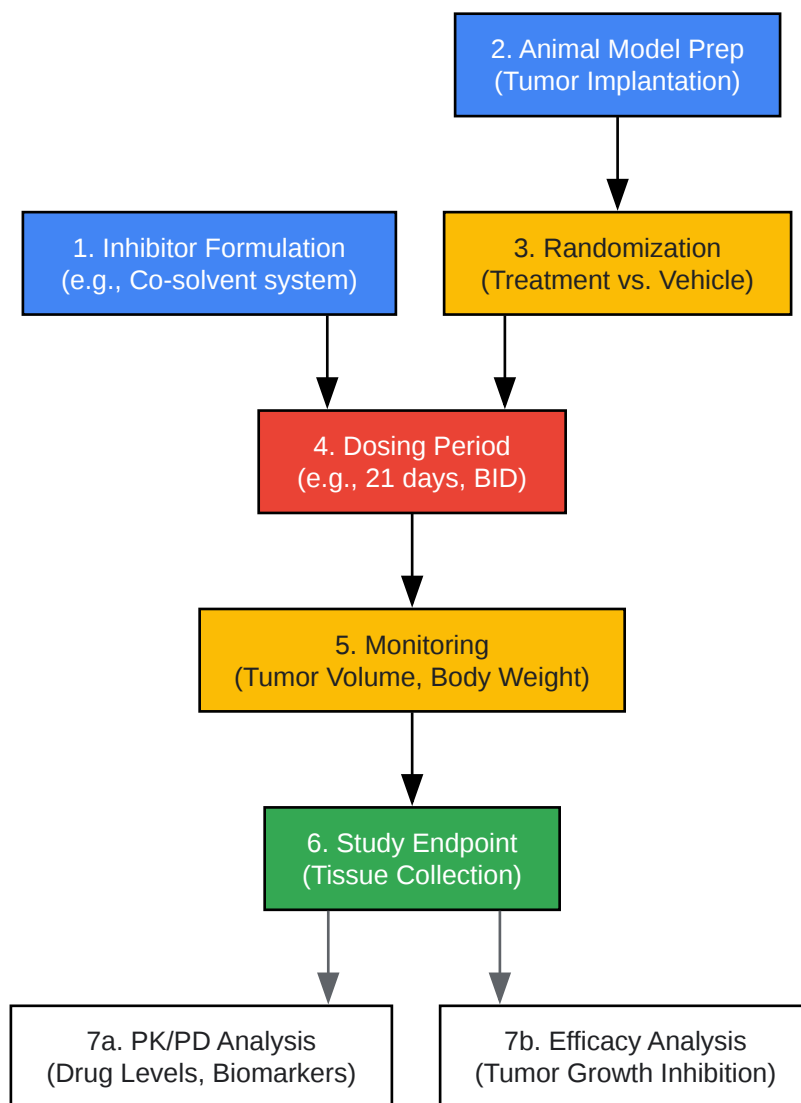 2. Animal Model Prep
(Tumor Implantation)
1. Inhibitor Formulation
(e.g., Co-solvent system)
3. Randomization
(Treatment vs. Vehicle)
4. Dosing Period
(e.g., 21 days, BID)
5. Monitoring
(Tumor Volume, Body Weight)
6. Study Endpoint
(Tissue Collection)
7a. PK/PD Analysis
(Drug Levels, Biomarkers)
7b. Efficacy Analysis
(Tumor Growth Inhibition)